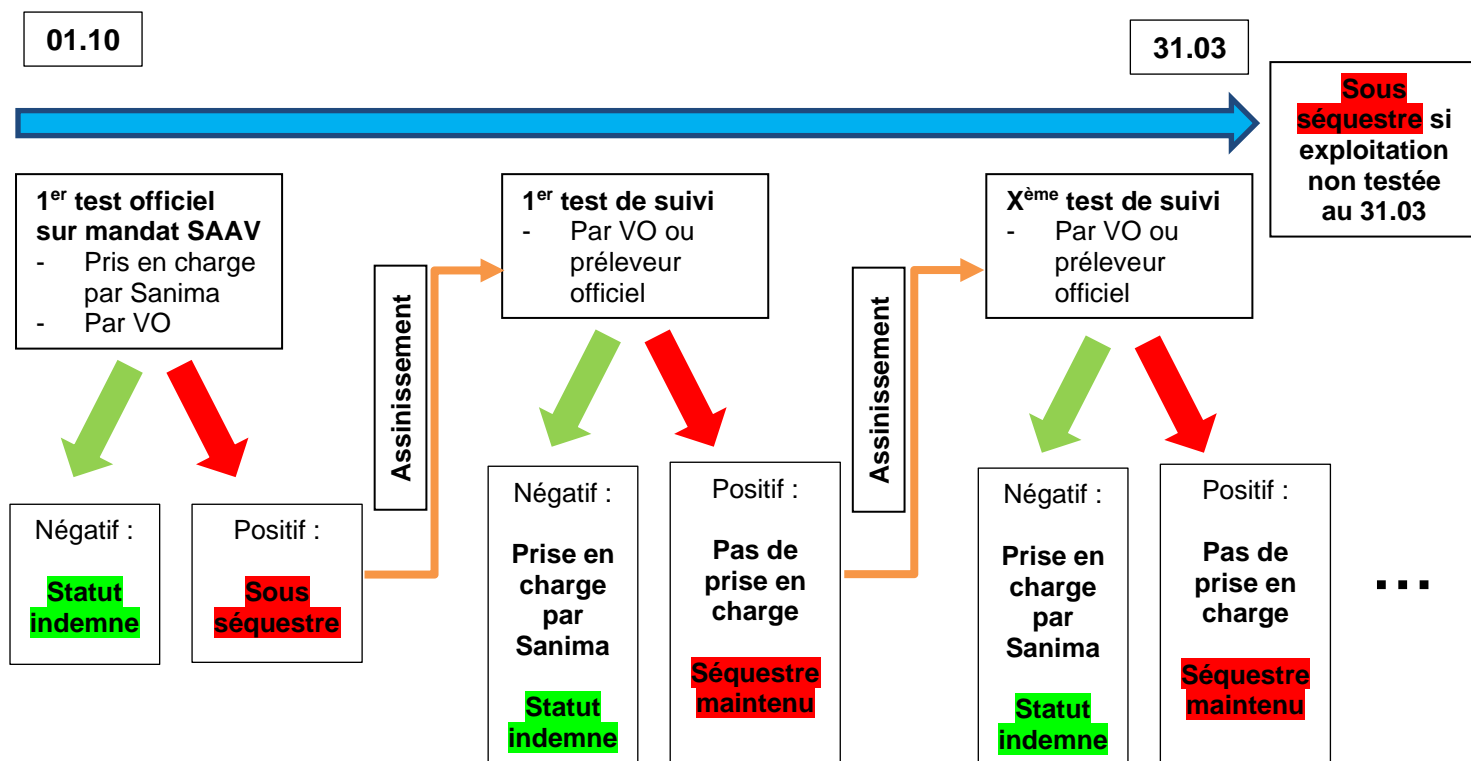 01.10
31.03
Sous
séquestre si
exploitation
non testée
au 31.03
1er test officiel
sur mandat SAAV
- Pris en charge
par Sanima
- Par VO
Négatif :
Statut
indemne
Positif :
Sous
séquestre
Assinissement
1er test de suivi
- Par VO ou
préleveur
officiel
Négatif :
Prise en
charge
par
Sanima
Statut
indemne
Positif :
Pas de
prise en
charge
Séquestre
maintenu
Assinissement
Xème test de suivi
- Par VO ou
préleveur
officiel
Négatif :
Prise en
charge
par
Sanima
Statut
indemne
Positif :
Pas de
prise en
charge
Séquestre
maintenu
...